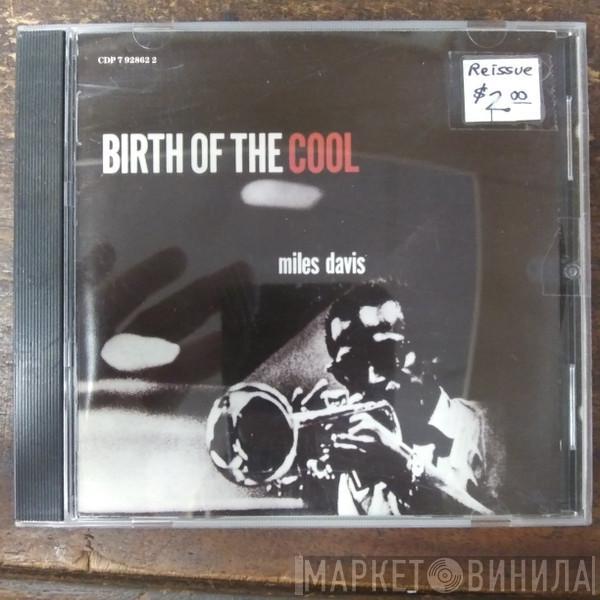 CDP 7 92862 2
Reissue
$2.00
BIRTH OF THE COOL
miles davis
МАРКЕТ ВИНИЛА